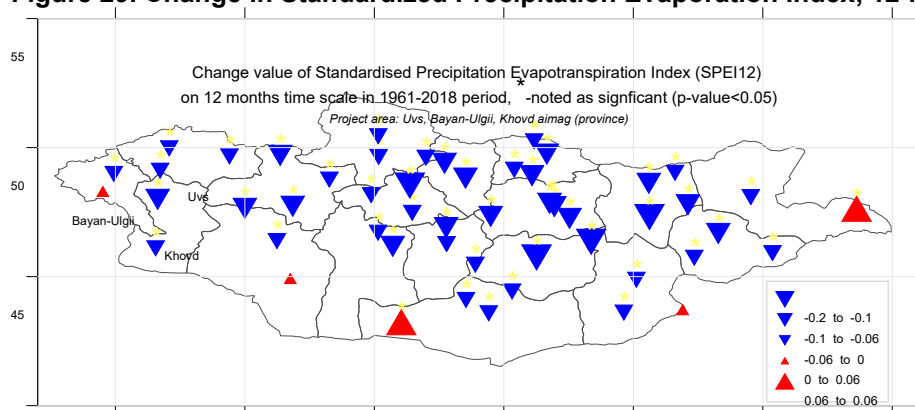 55
Change value of Standardised Precipitation Evapotranspiration Index (SPEI12)
on 12 months time scale in 1961-2018 period, *-noted as signficant (p-value<0.05)
Project area: Uvs, Bayan-Ulgii, Khovd aimag (province)
50
Uvs
Bayan-Ulgii
Khovd
45
-0.2 to -0.1
-0.1 to -0.06
-0.06 to 0
0 to 0.06
0.06 to 0.06